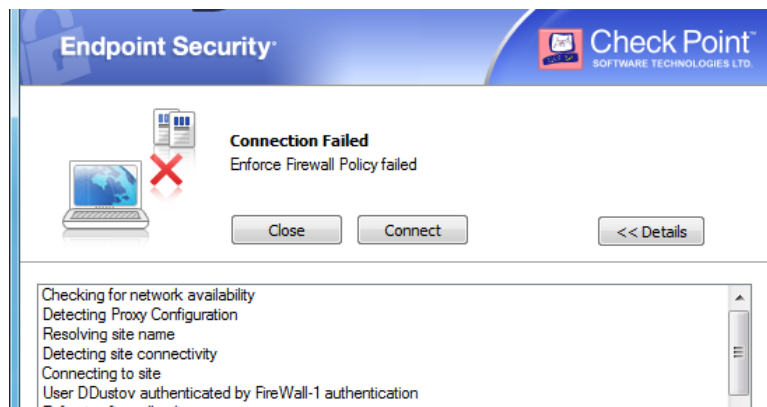 Endpoint Security
Check Point™
SOFTWARE TECHNOLOGIES LTD.
Connection Failed
Enforce Firewall Policy failed
Close
Connect
<< Details
Checking for network availability
Detecting Proxy Configuration
Resolving site name
Detecting site connectivity
Connecting to site
User DDustov authenticated by FireWall-1 authentication